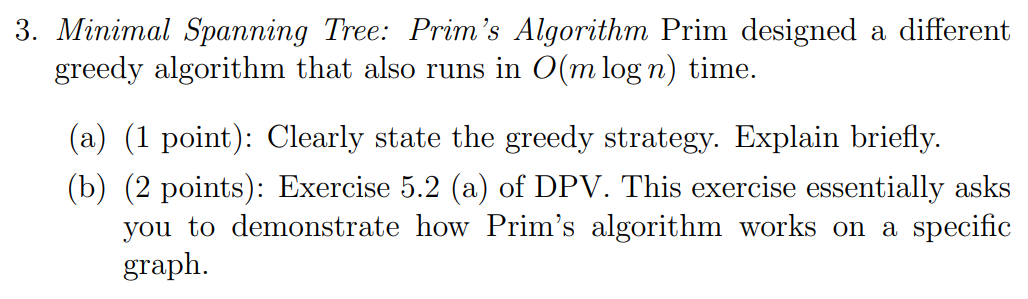 3. Minimal Spanning Tree: Prim's Algorithm Prim designed a different
greedy algorithm that also runs in O(m log n) time.
(a) (1 point): Clearly state the greedy strategy. Explain briefly.
(b) (2 points): Exercise 5.2 (a) of DPV. This exercise essentially asks
you to demonstrate how Prim's algorithm works on a specific
graph.